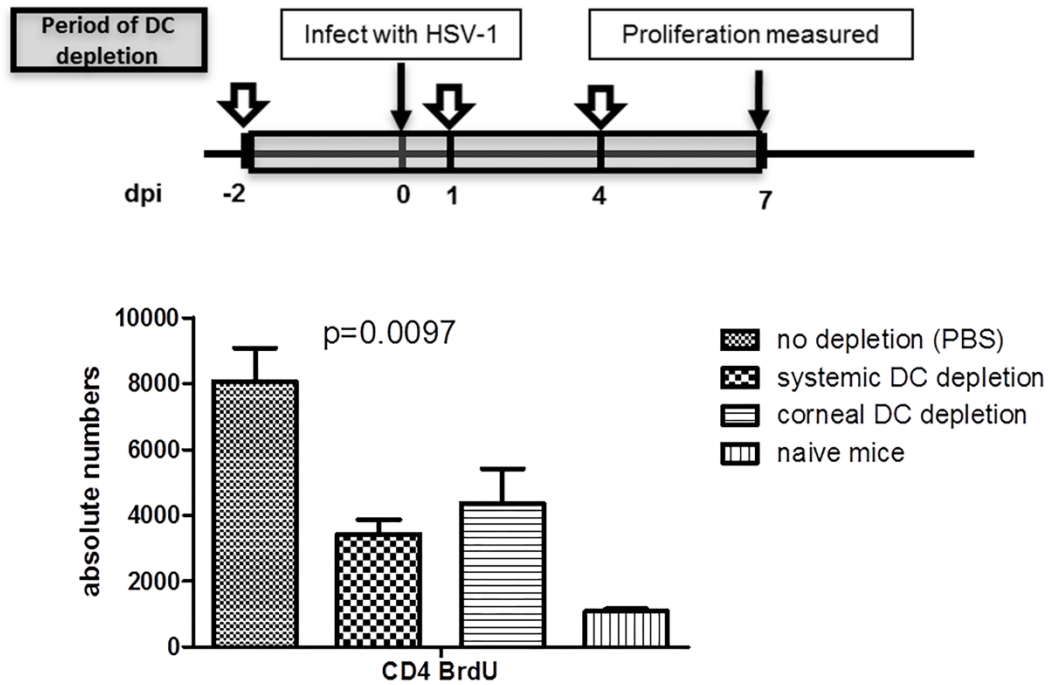 Period of DC
depletion
Infect with HSV-1
Proliferation measured
dpi -2 0 1 4 7
p=0.0097
absolute numbers
10000
8000
6000
4000
2000
0
CD4 BrdU
no depletion (PBS)
systemic DC depletion
corneal DC depletion
naive mice